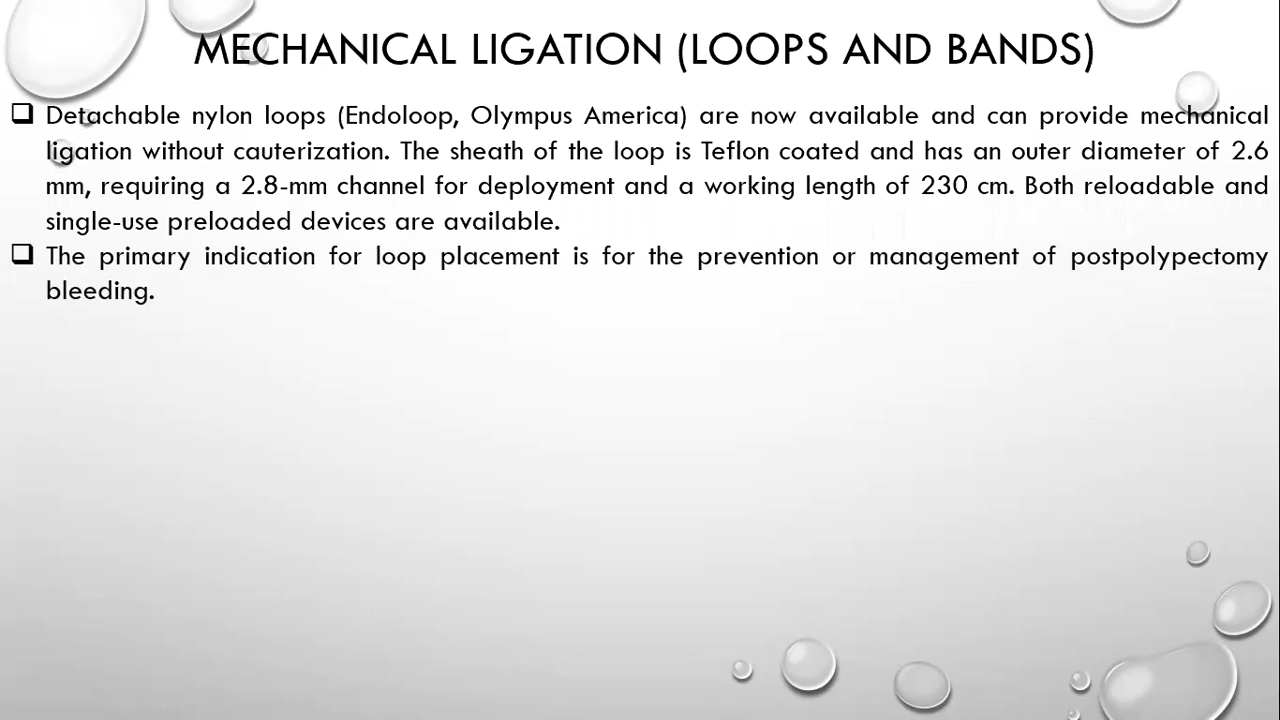 MECHANICAL LIGATION (LOOPS AND BANDS)
Detachable nylon loops (Endoloop, Olympus America) are now available and can provide mechanical
ligation without cauterization. The sheath of the loop is Teflon coated and has an outer diameter of 2.6
mm, requiring a 2.8-mm channel for deployment and a working length of 230 cm. Both reloadable and
single-use preloaded devices are available.
The primary indication for loop placement is for the prevention or management of postpolypectomy
bleeding.